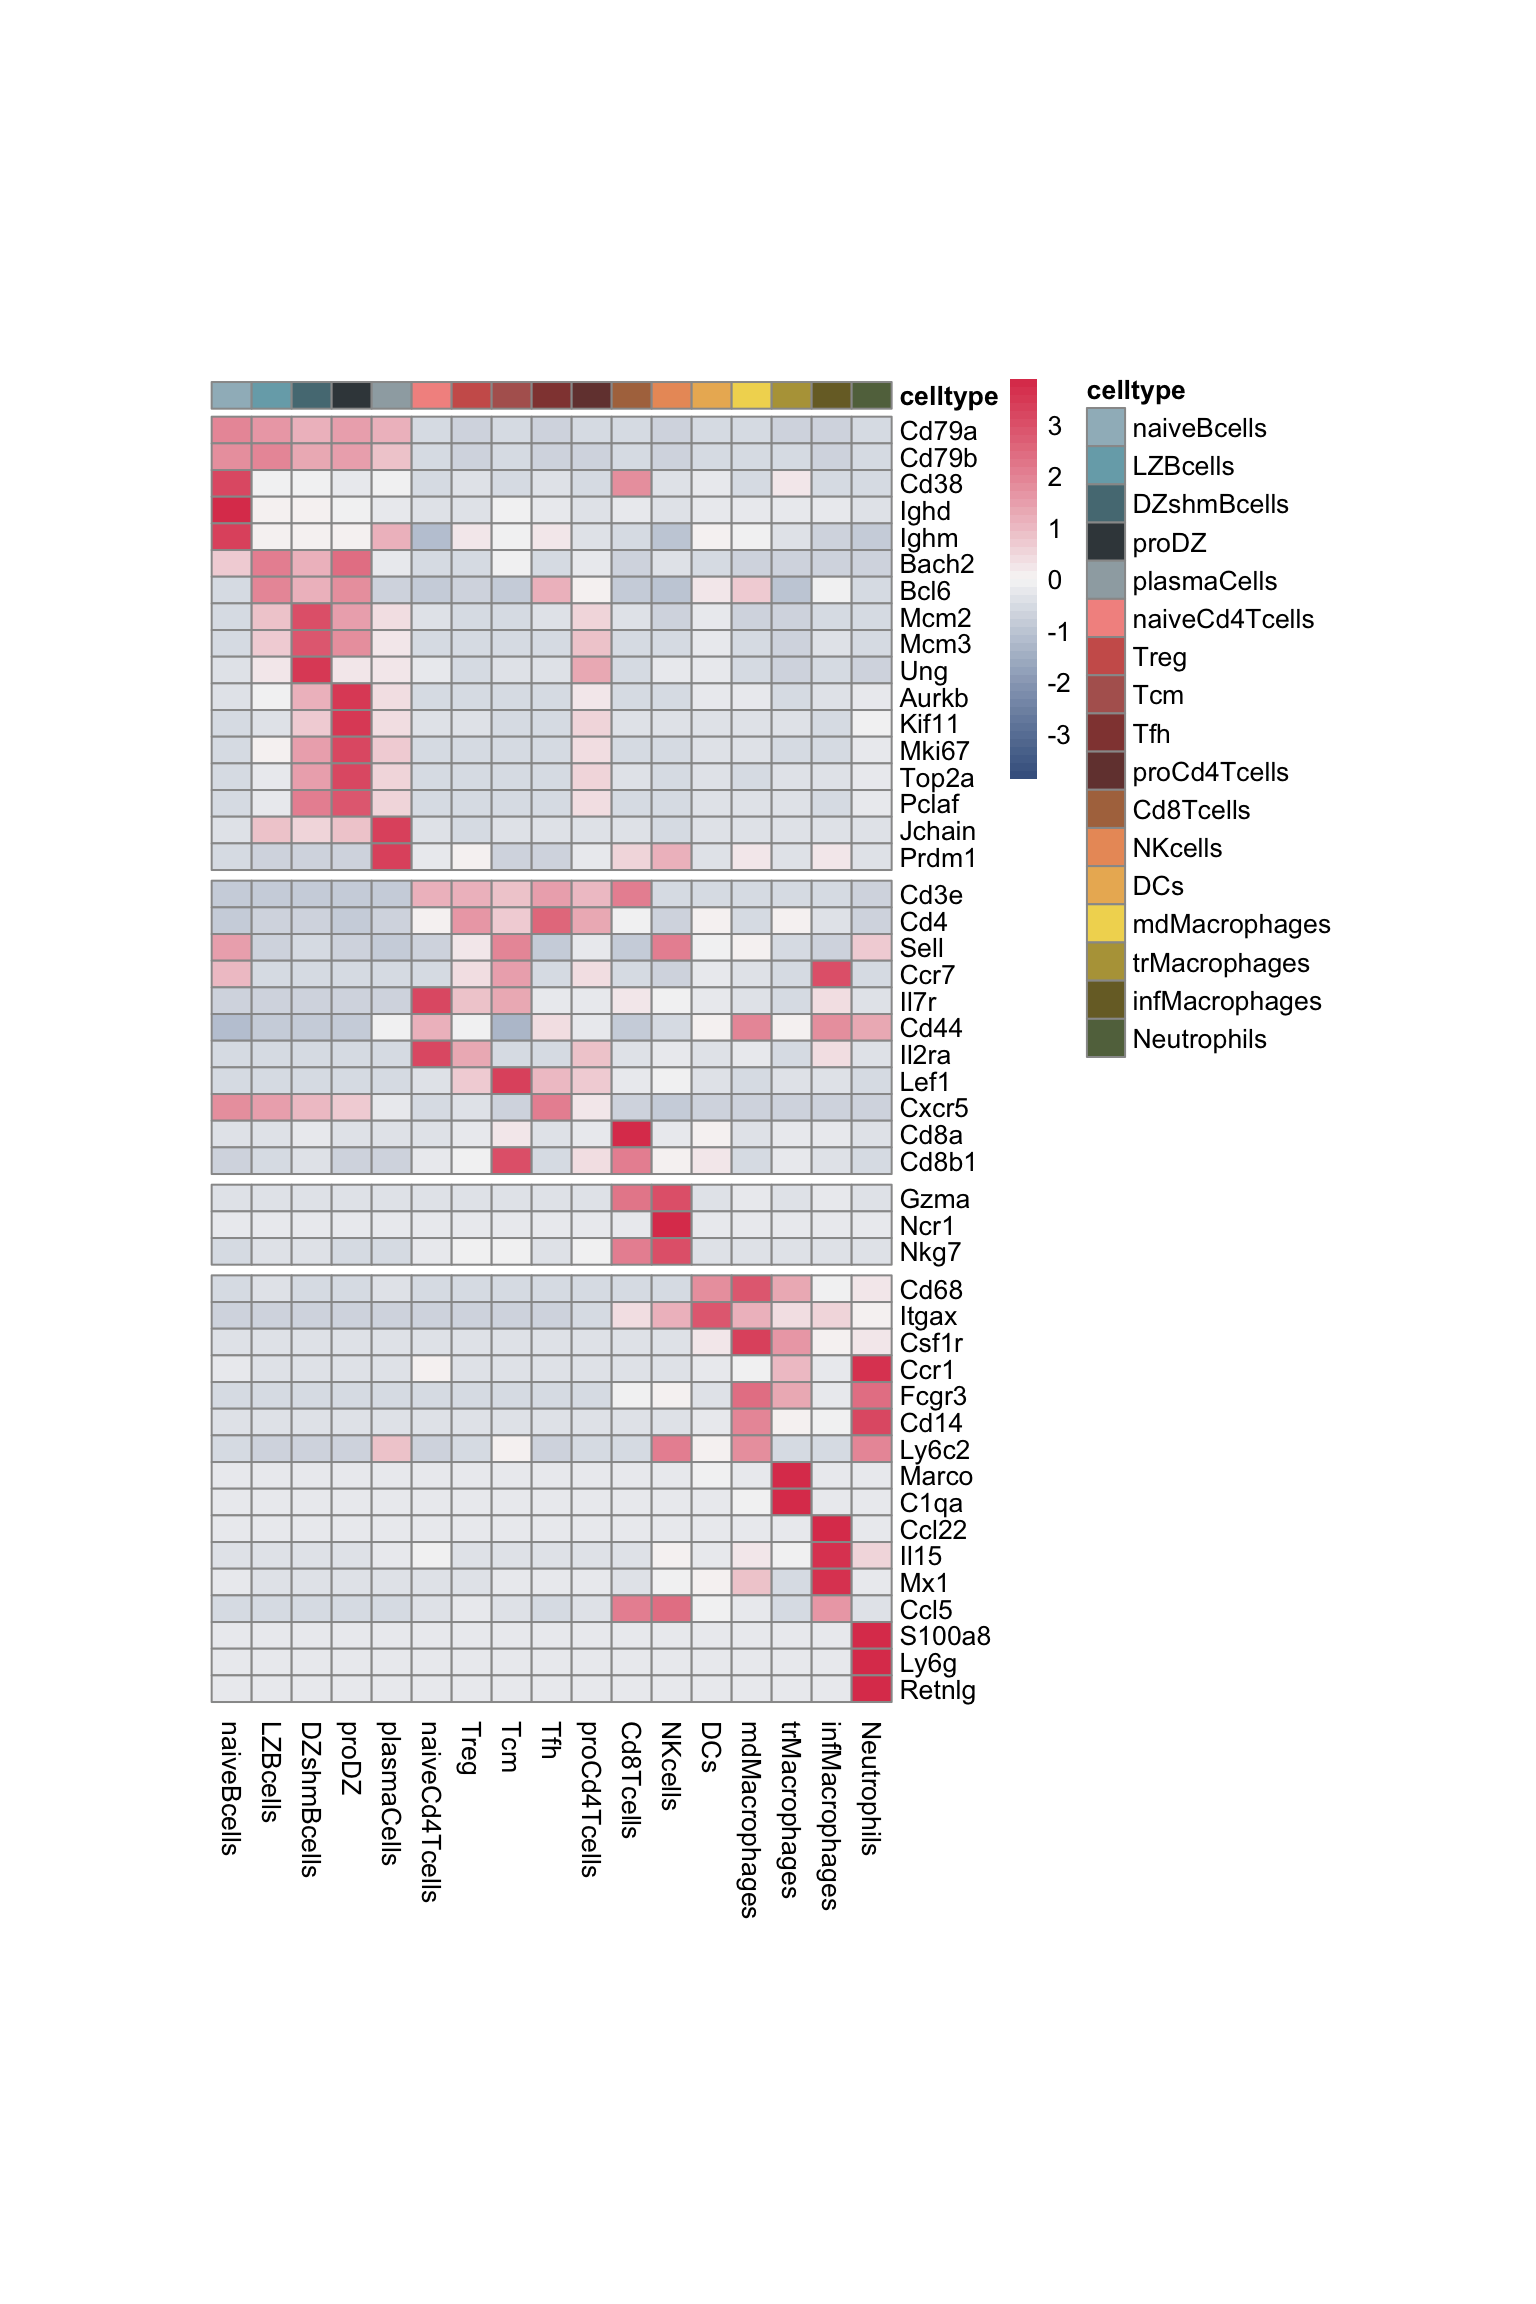 celltype
Cd79a
Cd79b
Cd38
Ighd
Ighm
Bach2
Bcl6
Mcm2
Mcm3
Ung
Aurkb
Kif11
Mki67
Top2a
Pclaf
Jchain
Prdm1
Cd3e
Cd4
Sell
Ccr7
Il7r
Cd44
Il2ra
Lef1
Cxcr5
Cd8a
Cd8b1
Gzma
Ncr1
Nkg7
Cd68
Itgax
Csf1r
Ccr1
Fcgr3
Cd14
Ly6c2
Marco
C1qa
Ccl22
Il15
Mx1
Ccl5
S100a8
Ly6g
Retnlg
naiveBcells
LZBcells
DZshmBcells
proDZ
plasmaCells
naiveCd4Tcells
Treg
Tcm
Tfh
proCd4Tcells
Cd8Tcells
NKcells
DCs
mdMacrophages
trMacrophages
infMacrophages
Neutrophils
3
2
1
0
-1
-2
-3
celltype
naiveBcells
LZBcells
DZshmBcells
proDZ
plasmaCells
naiveCd4Tcells
Treg
Tcm
Tfh
proCd4Tcells
Cd8Tcells
NKcells
DCs
mdMacrophages
trMacrophages
infMacrophages
Neutrophils